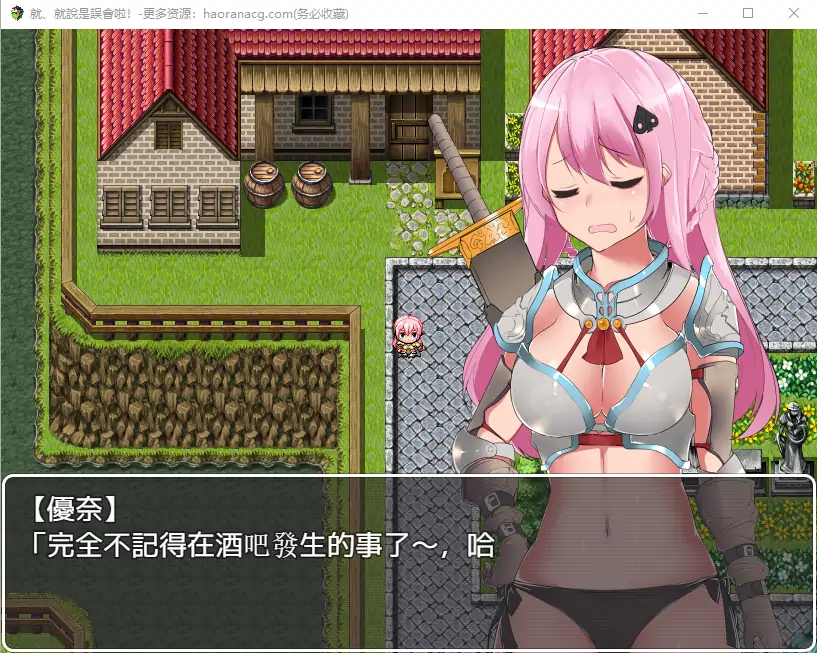 就、就說是誤會啦！-更多资源：haoranacg.com(务必收藏)
【優奈】
「完全不記得在酒吧發生的事了～，哈